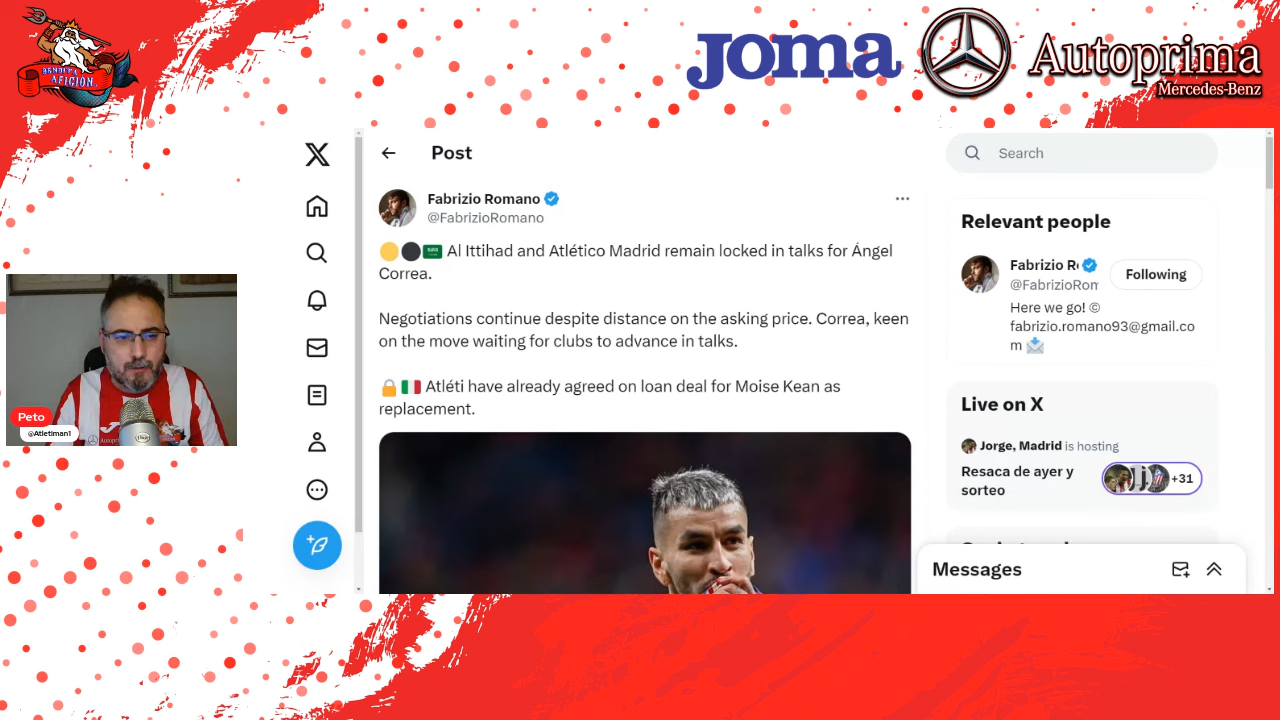 BENDITA
AFICIÓN
Joma
Autoprima
Mercedes-Benz
Post
Search
Fabrizio Romano
@FabrizioRomano
Al Ittihad and Atlético Madrid remain locked in talks for Ángel
Correa.
Negotiations continue despite distance on the asking price. Correa, keen
on the move waiting for clubs to advance in talks.
Atléti have already agreed on loan deal for Moise Kean as
replacement.
Relevant people
Fabrizio R
@FabrizioRom
Following
Here we go! ©
fabrizio.romano93@gmail.co
m
Live on X
Jorge, Madrid is hosting
Resaca de ayer y
sorteo
+31
Messages
Peto
@Atletiman1